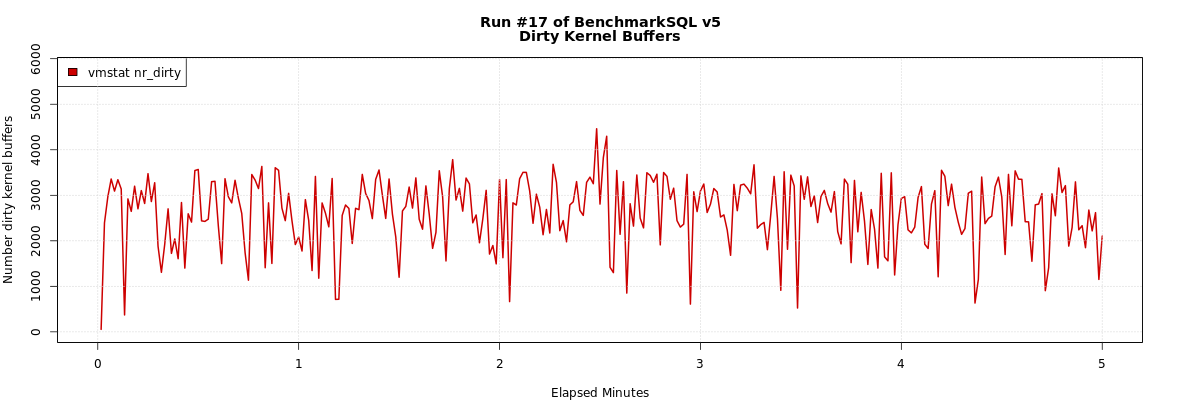 Run #17 of BenchmarkSQL v5
Dirty Kernel Buffers
vmstat nr_dirty
Number dirty kernel buffers
6000
5000
4000
3000
2000
1000
0
0 1 2 3 4 5
Elapsed Minutes